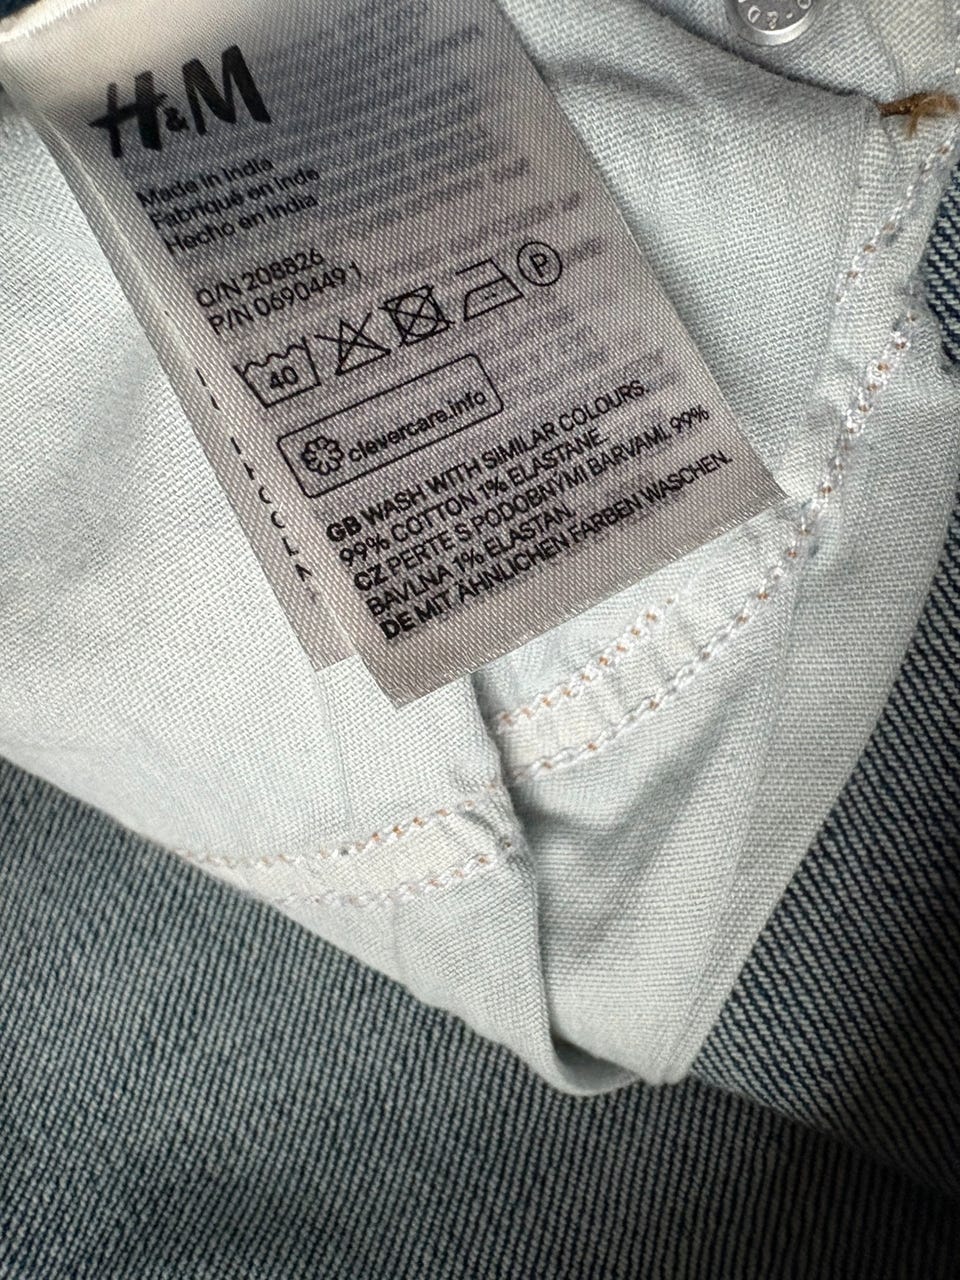 H&M
Made in India
Fabriqué en Inde
Hecho en India
O/N 208826
P/N 0690449 1
40
P
clevercare.info
GB WASH WITH SIMILAR COLOURS.
99% COTTON 1% ELASTANE.
CZ PERTE S PODOBNÝMI BARVAMI. 99%
BAVLNA 1% ELASTAN.
DE MIT ÄHNLICHEN FARBEN WASCHEN.